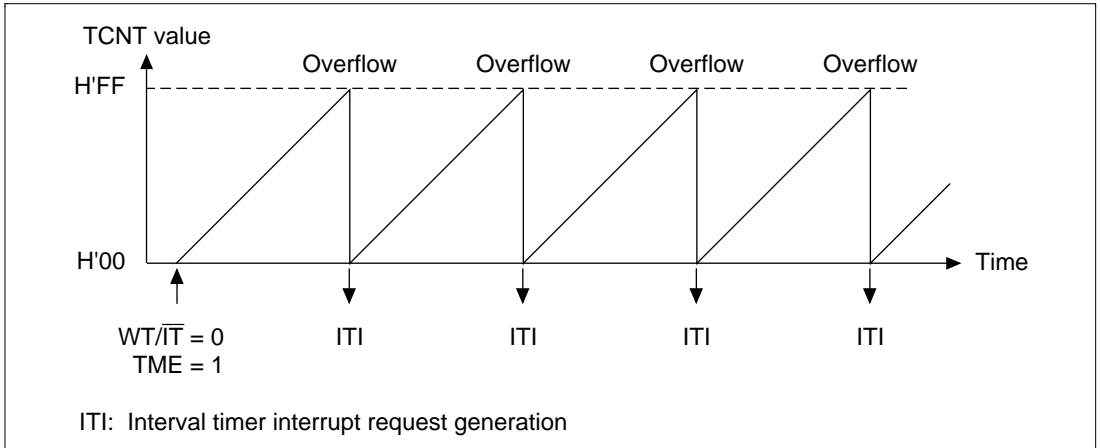 TCNT value
Overflow Overflow Overflow Overflow
H'FF
H'00
Time
WT/I̅T̅ = 0
TME = 1
ITI ITI ITI ITI
ITI: Interval timer interrupt request generation